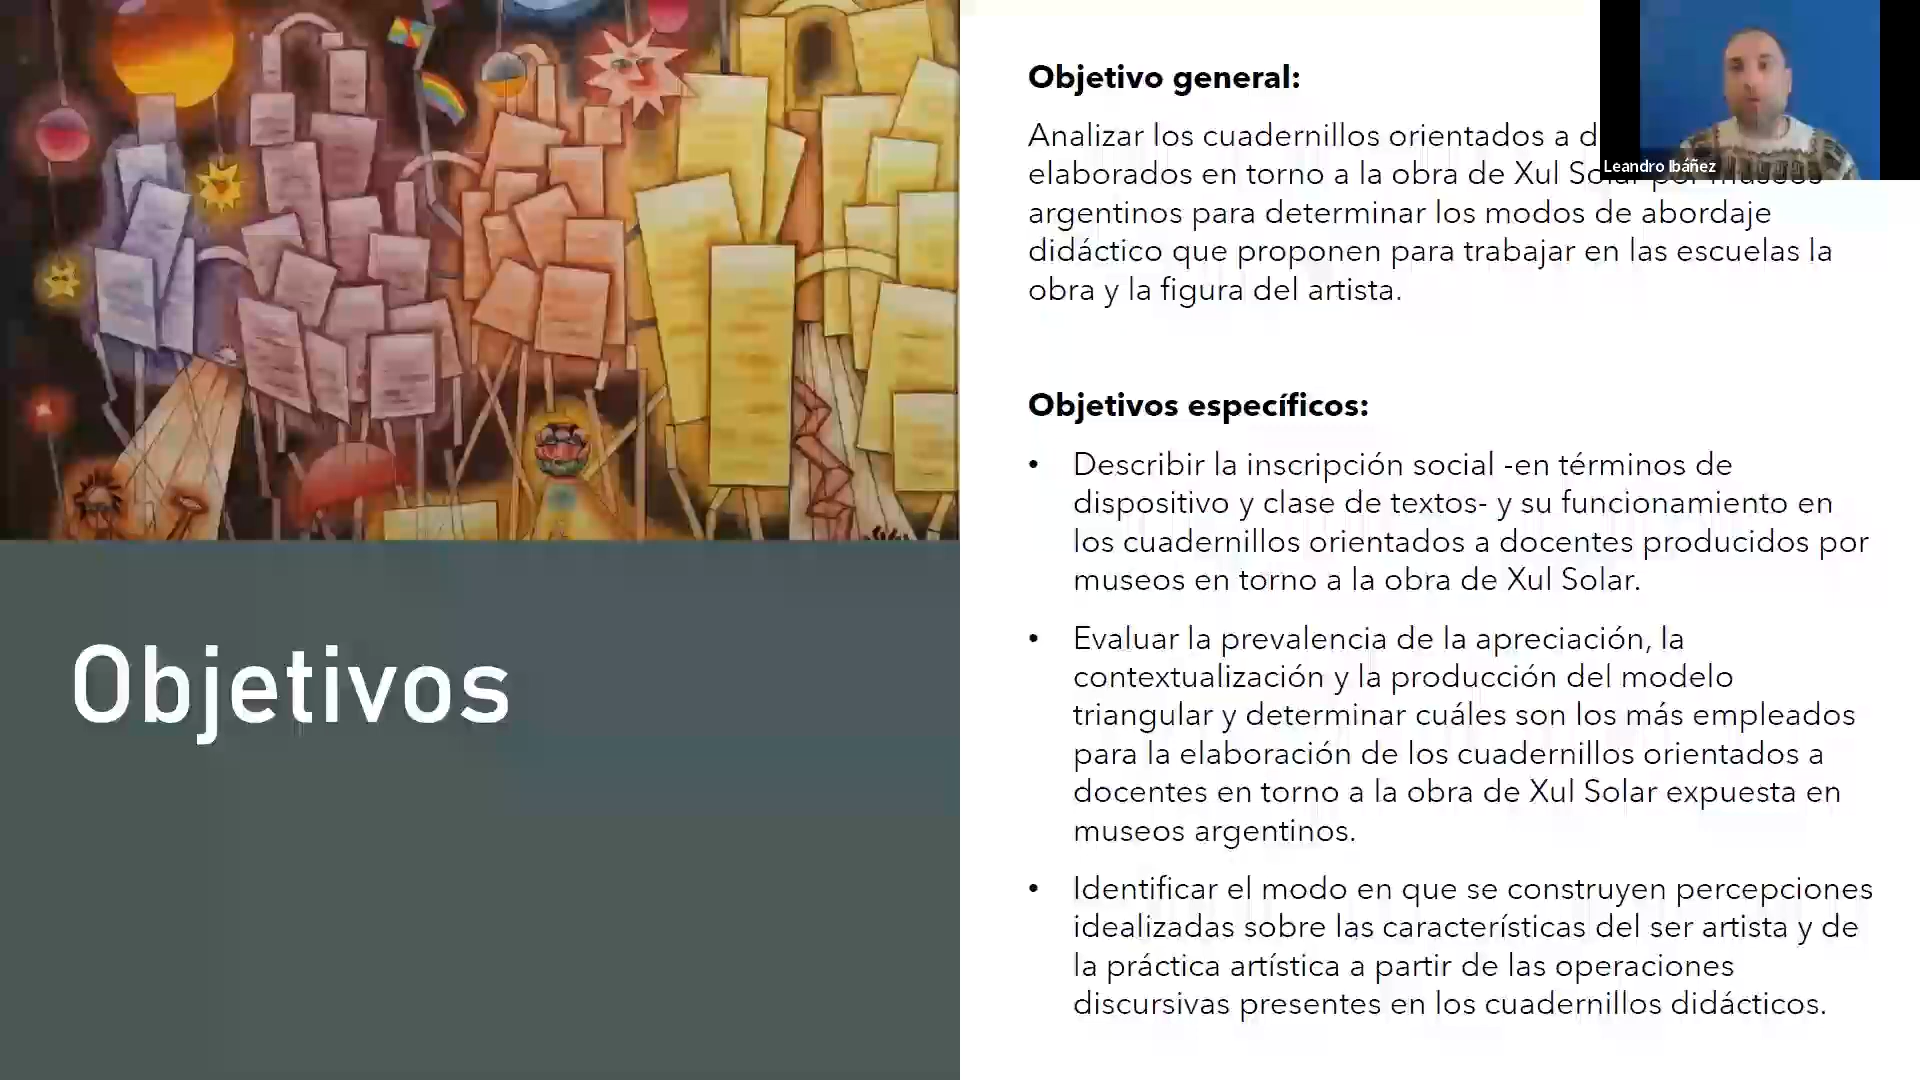 Objetivo general:
Analizar los cuadernillos orientados a d
elaborados en torno a la obra de Xul Solar por museos
argentinos para determinar los modos de abordaje
didáctico que proponen para trabajar en las escuelas la
obra y la figura del artista.
Leandro Ibáñez
Objetivos específicos:
• Describir la inscripción social -en términos de
dispositivo y clase de textos- y su funcionamiento en
los cuadernillos orientados a docentes producidos por
museos en torno a la obra de Xul Solar.
• Evaluar la prevalencia de la apreciación, la
contextualización y la producción del modelo
triangular y determinar cuáles son los más empleados
para la elaboración de los cuadernillos orientados a
docentes en torno a la obra de Xul Solar expuesta en
museos argentinos.
• Identificar el modo en que se construyen percepciones
idealizadas sobre las características del ser artista y de
la práctica artística a partir de las operaciones
discursivas presentes en los cuadernillos didácticos.
Objetivos